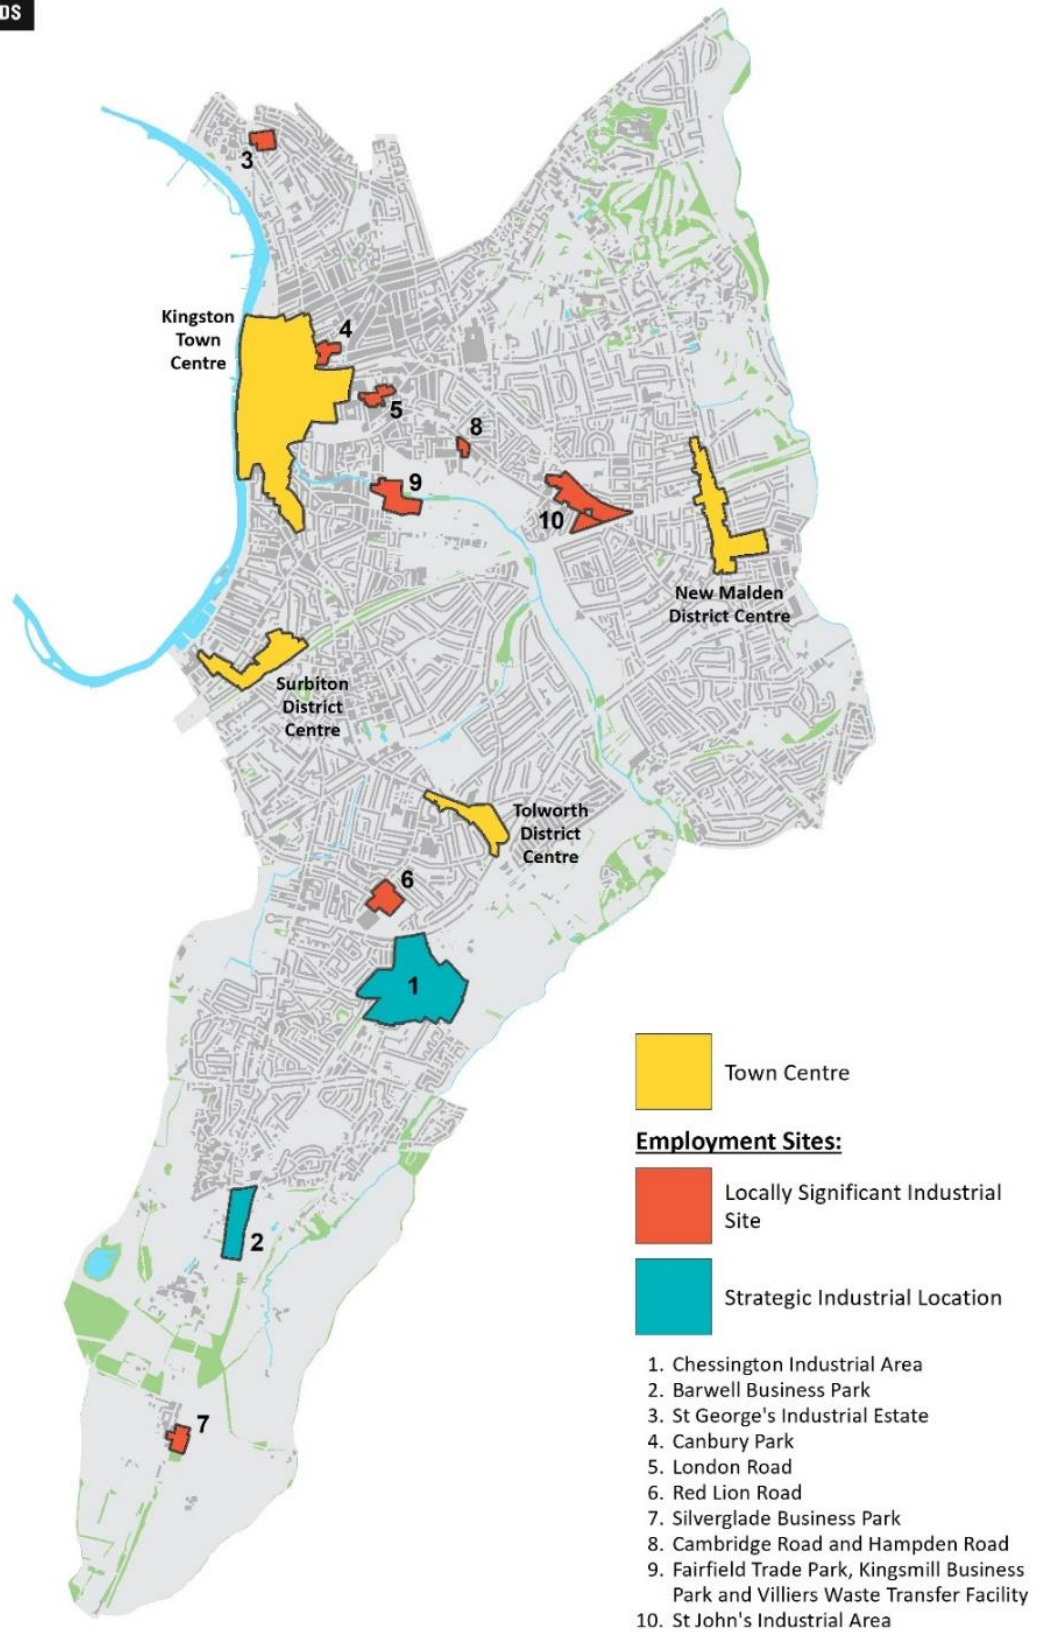 DS
3
Kingston
Town
Centre
4
5
8
9
10
New Malden
District Centre
Surbiton
District
Centre
Tolworth
District
Centre
6
1
2
7
Town Centre
Employment Sites:
Locally Significant Industrial
Site
Strategic Industrial Location
1. Chessington Industrial Area
2. Barwell Business Park
3. St George's Industrial Estate
4. Canbury Park
5. London Road
6. Red Lion Road
7. Silverglade Business Park
8. Cambridge Road and Hampden Road
9. Fairfield Trade Park, Kingsmill Business
Park and Villiers Waste Transfer Facility
10. St John's Industrial Area